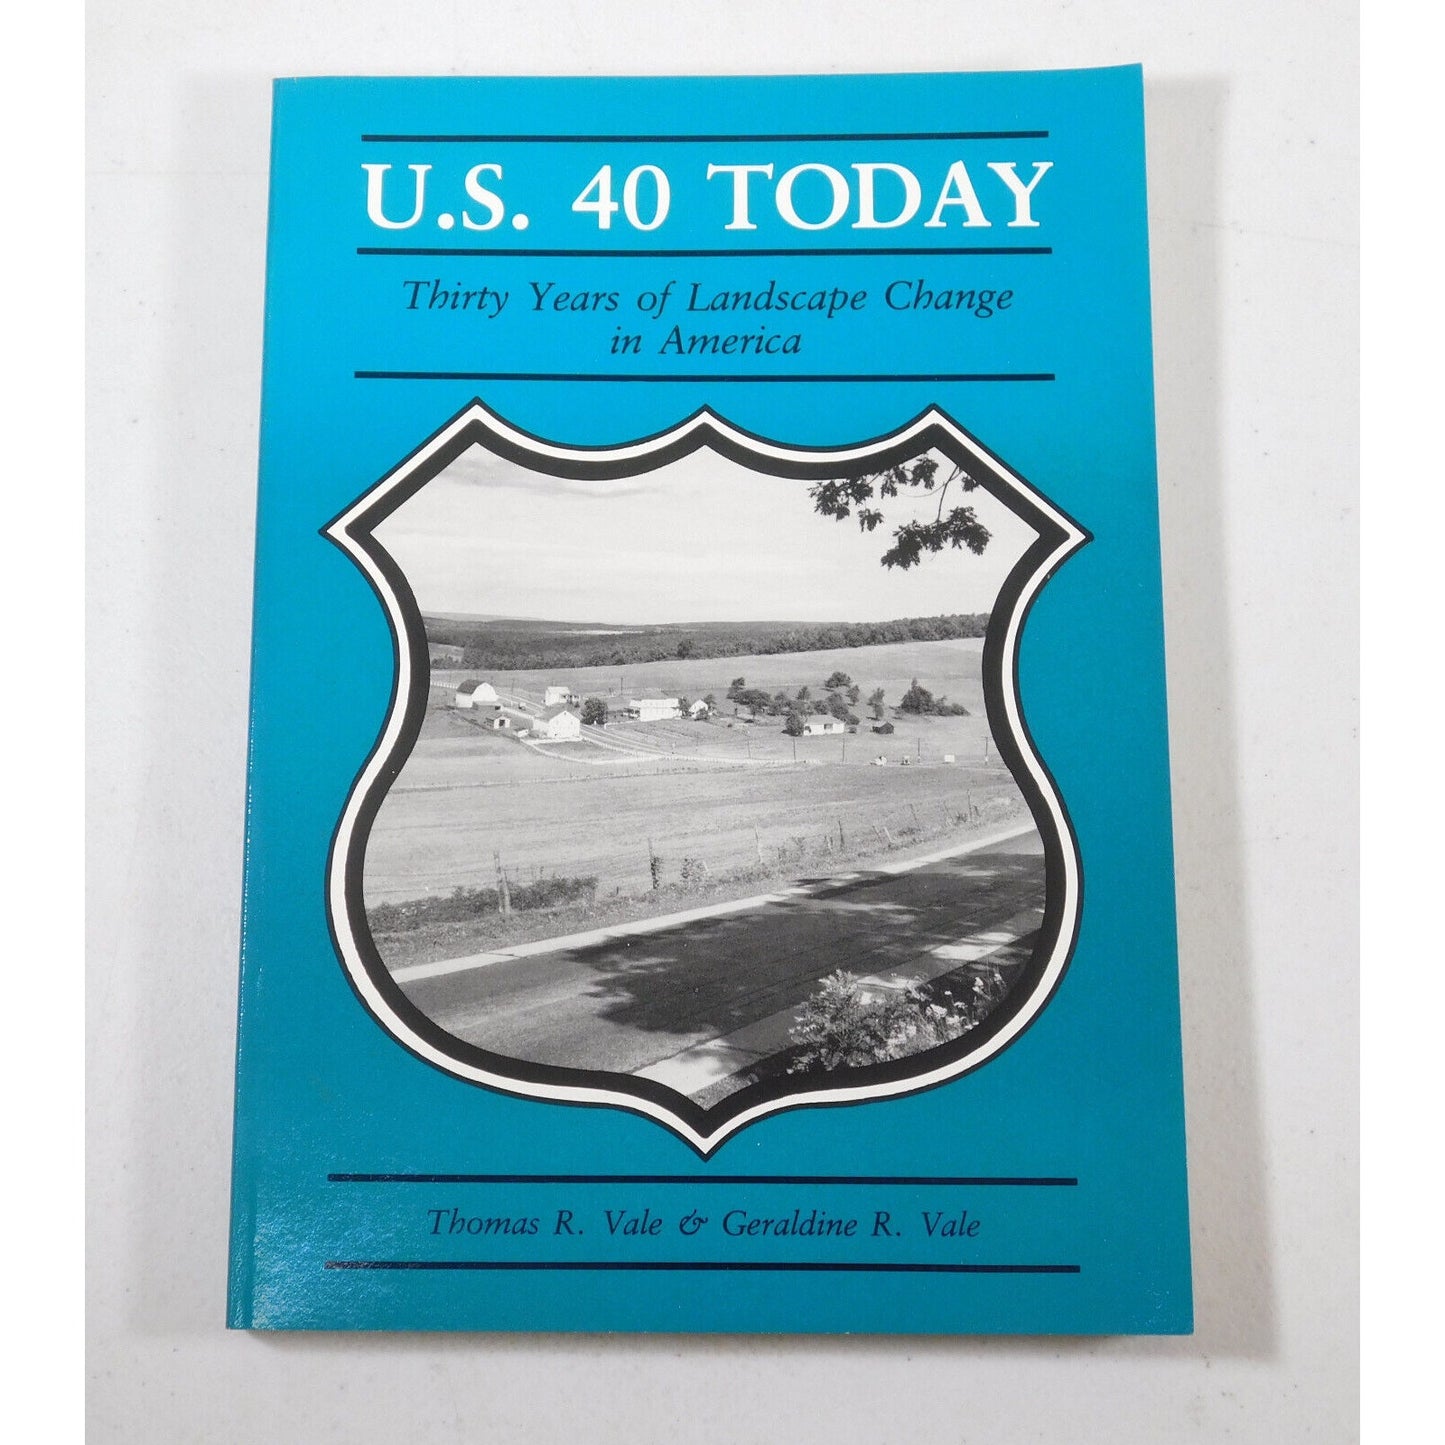 U.S. 40 TODAY
Thirty Years of Landscape Change
in America
Thomas R. Vale & Geraldine R. Vale